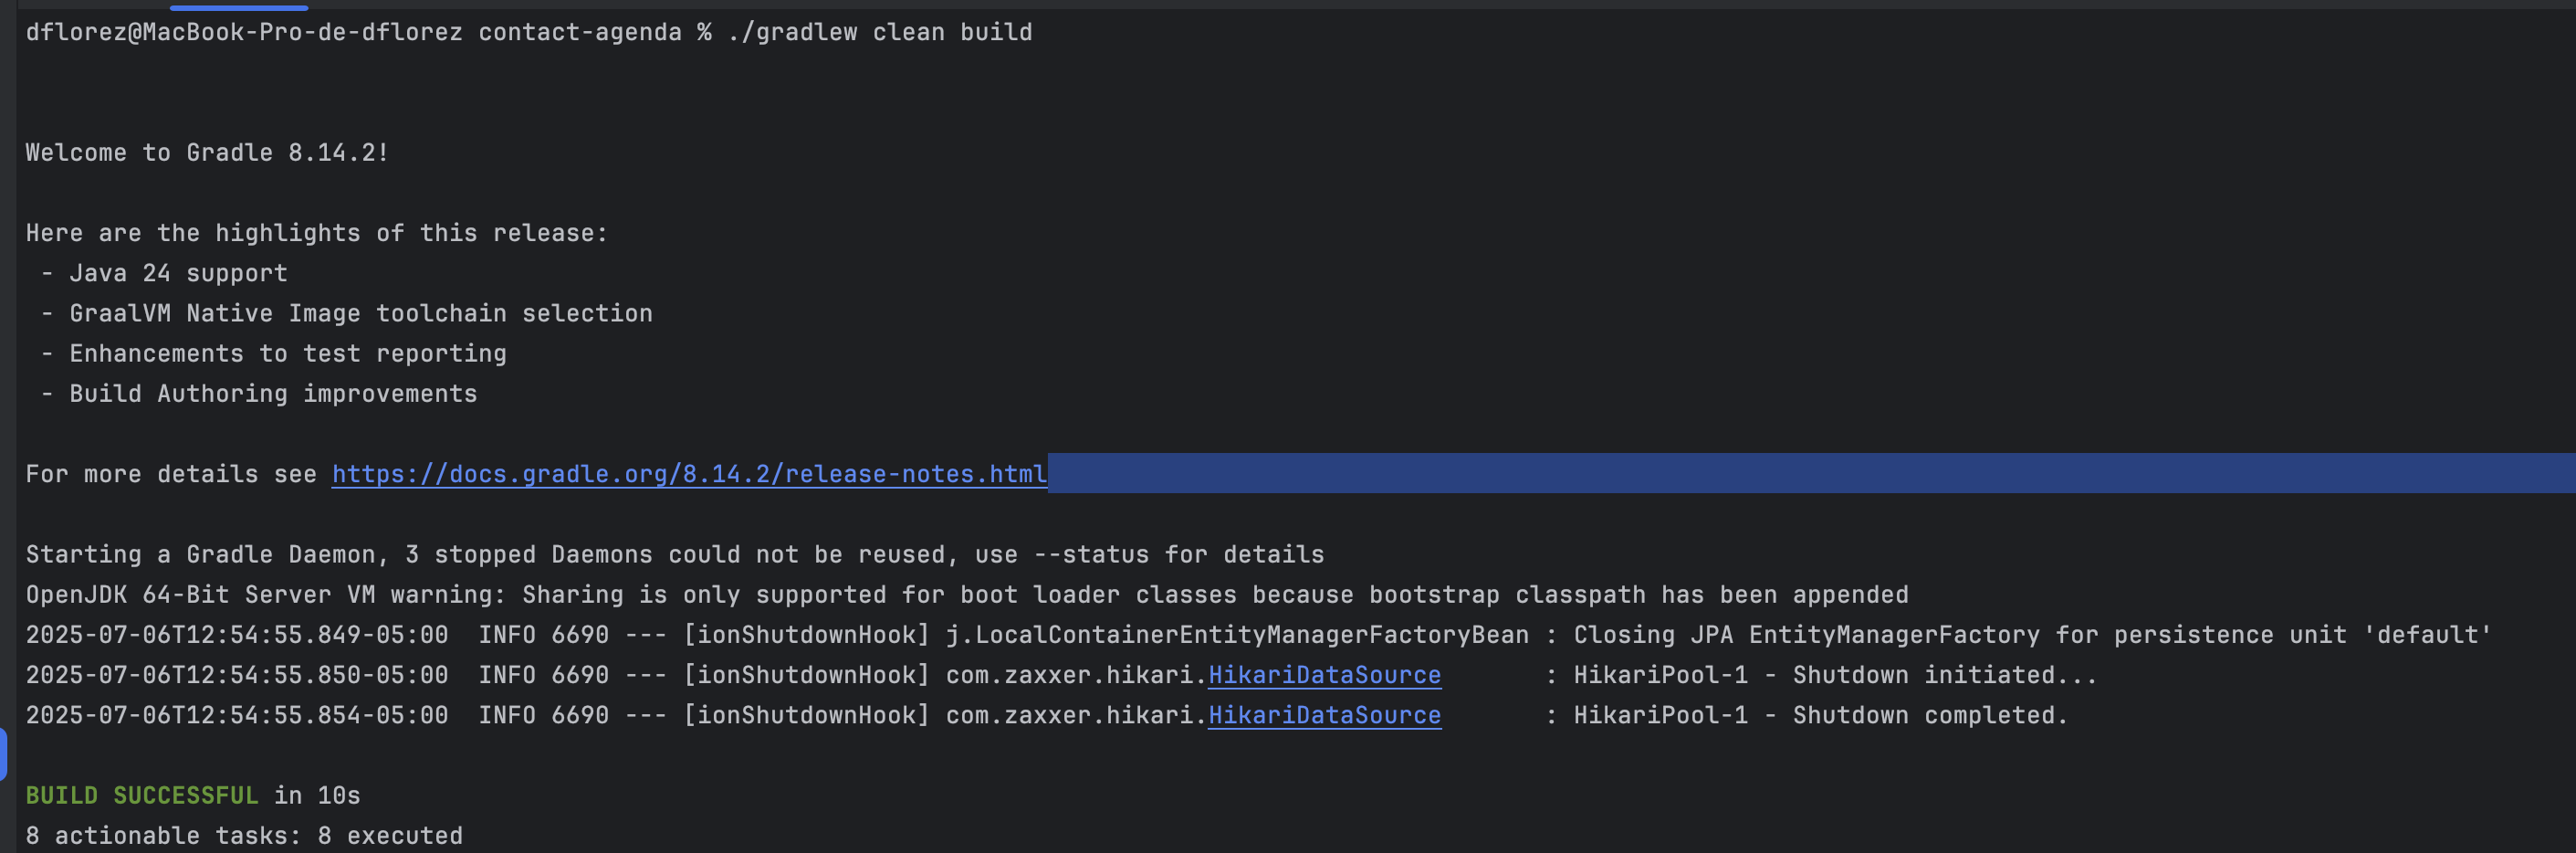 dflorez@MacBook-Pro-de-dflorez contact-agenda % ./gradlew clean build
Welcome to Gradle 8.14.2!
Here are the highlights of this release:
- Java 24 support
- GraalVM Native Image toolchain selection
- Enhancements to test reporting
- Build Authoring improvements
For more details see https://docs.gradle.org/8.14.2/release-notes.html
Starting a Gradle Daemon, 3 stopped Daemons could not be reused, use --status for details
OpenJDK 64-Bit Server VM warning: Sharing is only supported for boot loader classes because bootstrap classpath has been appended
2025-07-06T12:54:55.849-05:00  INFO 6690 --- [ionShutdownHook] j.LocalContainerEntityManagerFactoryBean : Closing JPA EntityManagerFactory for persistence unit 'default'
2025-07-06T12:54:55.850-05:00  INFO 6690 --- [ionShutdownHook] com.zaxxer.hikari.HikariDataSource       : HikariPool-1 - Shutdown initiated...
2025-07-06T12:54:55.854-05:00  INFO 6690 --- [ionShutdownHook] com.zaxxer.hikari.HikariDataSource       : HikariPool-1 - Shutdown completed.
BUILD SUCCESSFUL in 10s
8 actionable tasks: 8 executed